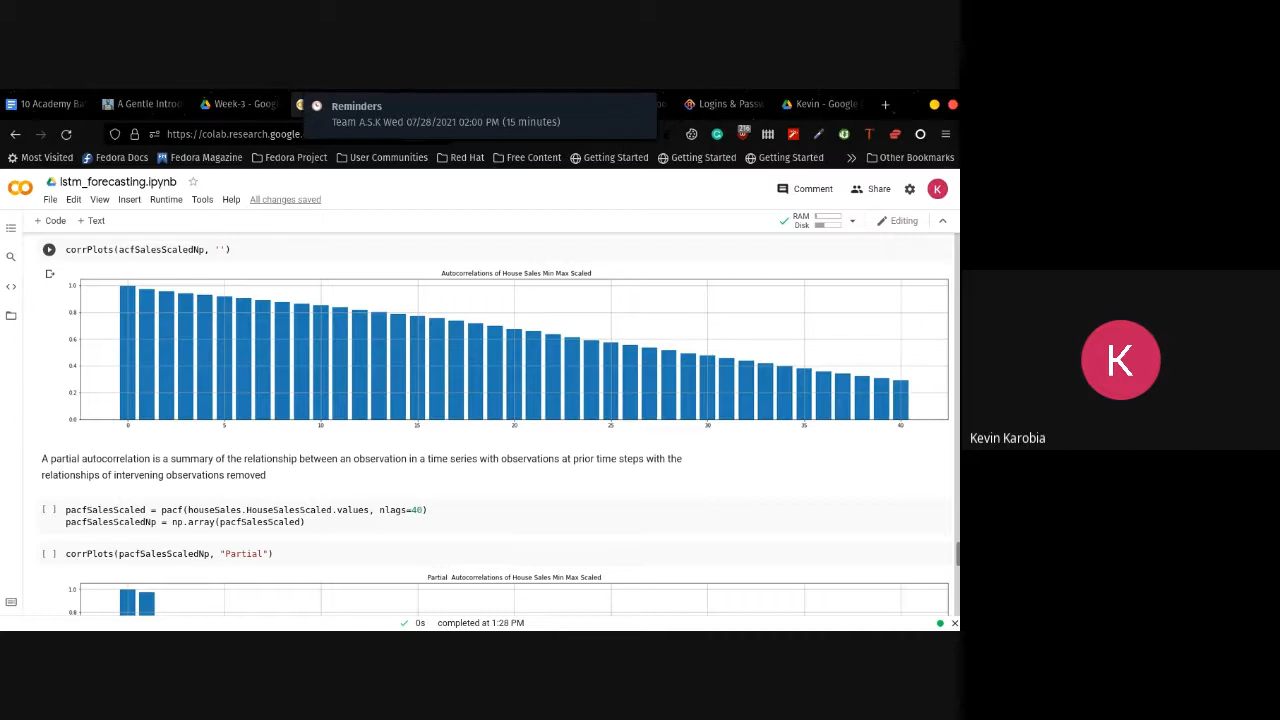 10 Academy Ba
A Gentle Introd
Week-3 - Goog
Logins & Passw
Kevin - Google
Reminders
Team A.S.K Wed 07/28/2021 02:00 PM (15 minutes)
https://colab.research.google.
216
Most Visited
Fedora Docs
Fedora Magazine
Fedora Project
User Communities
Red Hat
Free Content
Getting Started
Getting Started
Getting Started
Other Bookmarks
lstm_forecasting.ipynb
Comment
Share
K
File Edit View Insert Runtime Tools Help All changes saved
+ Code + Text
RAM
Disk
Editing
corrPlots(acfSalesScaledNp, '')
Autocorrelations of House Sales Min Max Scaled
1.0
0.8
0.6
0.4
0.2
0.0
0 5 10 15 20 25 30 35 40
A partial autocorrelation is a summary of the relationship between an observation in a time series with observations at prior time steps with the
relationships of intervening observations removed
[ ] pacfSalesScaled = pacf(houseSales.HouseSalesScaled.values, nlags=40)
pacfSalesScaledNp = np.array(pacfSalesScaled)
[ ] corrPlots(pacfSalesScaledNp, "Partial")
Partial Autocorrelations of House Sales Min Max Scaled
1.0
0.8
0s completed at 1:28 PM
K
Kevin Karobia